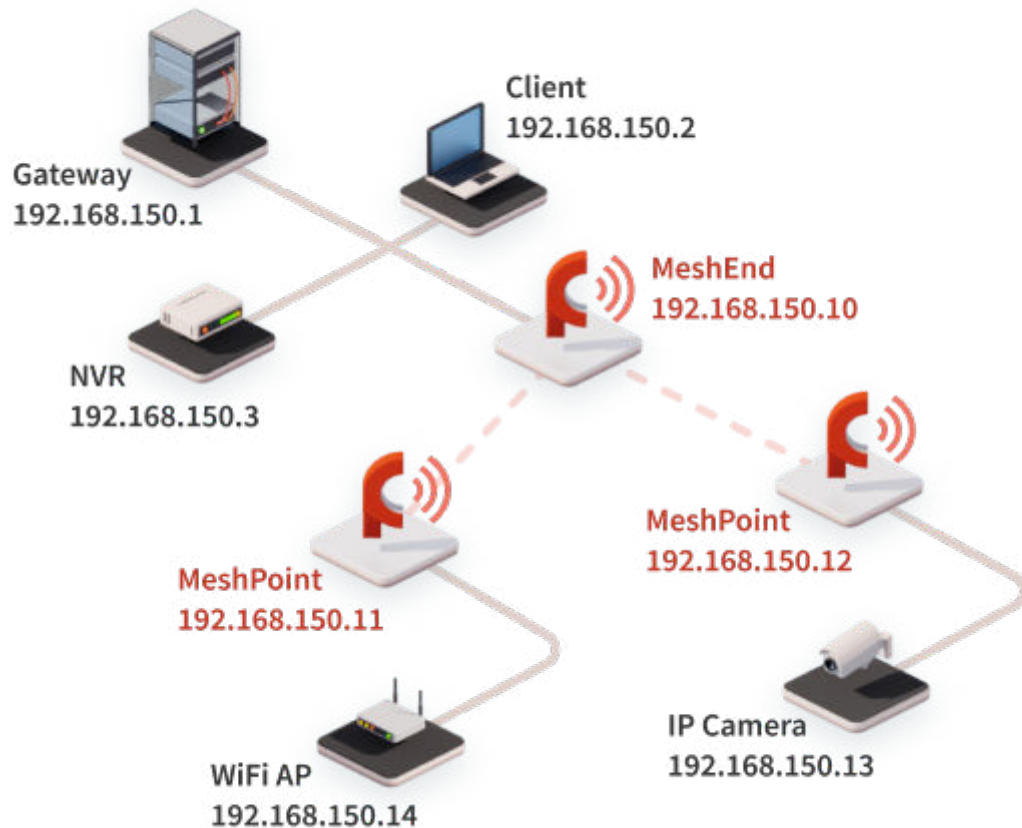 Client
192.168.150.2
Gateway
192.168.150.1
MeshEnd
192.168.150.10
NVR
192.168.150.3
MeshPoint
192.168.150.12
MeshPoint
192.168.150.11
IP Camera
192.168.150.13
WiFi AP
192.168.150.14